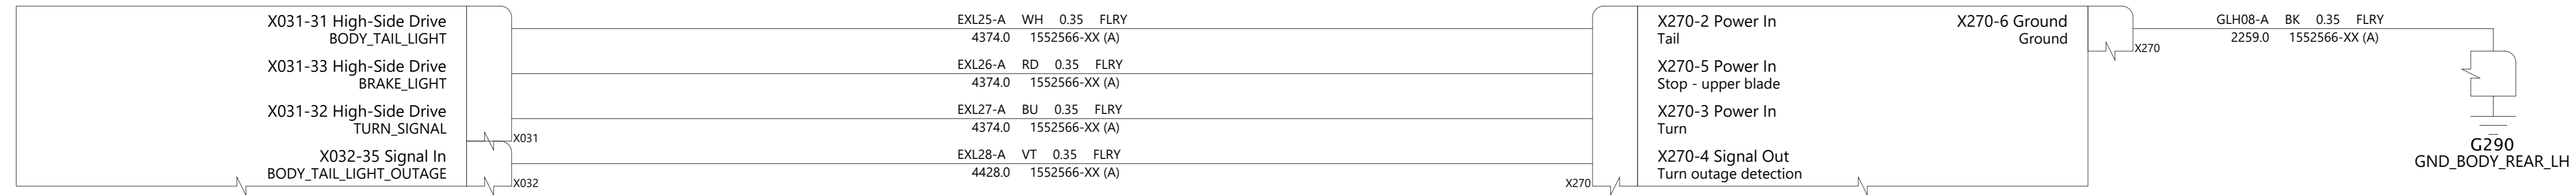 X031-31 High-Side Drive
BODY_TAIL_LIGHT
X031-33 High-Side Drive
BRAKE_LIGHT
X031-32 High-Side Drive
TURN_SIGNAL
X031
X032-35 Signal In
BODY_TAIL_LIGHT_OUTAGE
X032
EXL25-A WH 0.35 FLRY
4374.0 1552566-XX (A)
EXL26-A RD 0.35 FLRY
4374.0 1552566-XX (A)
EXL27-A BU 0.35 FLRY
4374.0 1552566-XX (A)
EXL28-A VT 0.35 FLRY
4428.0 1552566-XX (A)
X270-2 Power In
Tail
X270-5 Power In
Stop - upper blade
X270-3 Power In
Turn
X270-4 Signal Out
Turn outage detection
X270
X270-6 Ground
Ground
X270
GLH08-A BK 0.35 FLRY
2259.0 1552566-XX (A)
G290
GND_BODY_REAR_LH